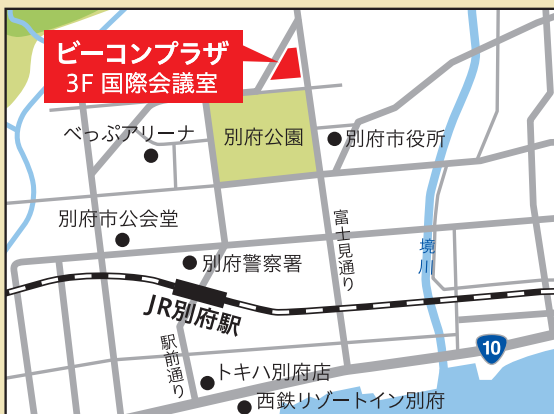 ビーコンプラザ
3F 国際会議室
べっぷアリーナ
別府公園
別府市役所
別府市公会堂
富士見通り
境川
別府警察署
JR別府駅
駅前通り
10
トキハ別府店
西鉄リゾートイン別府